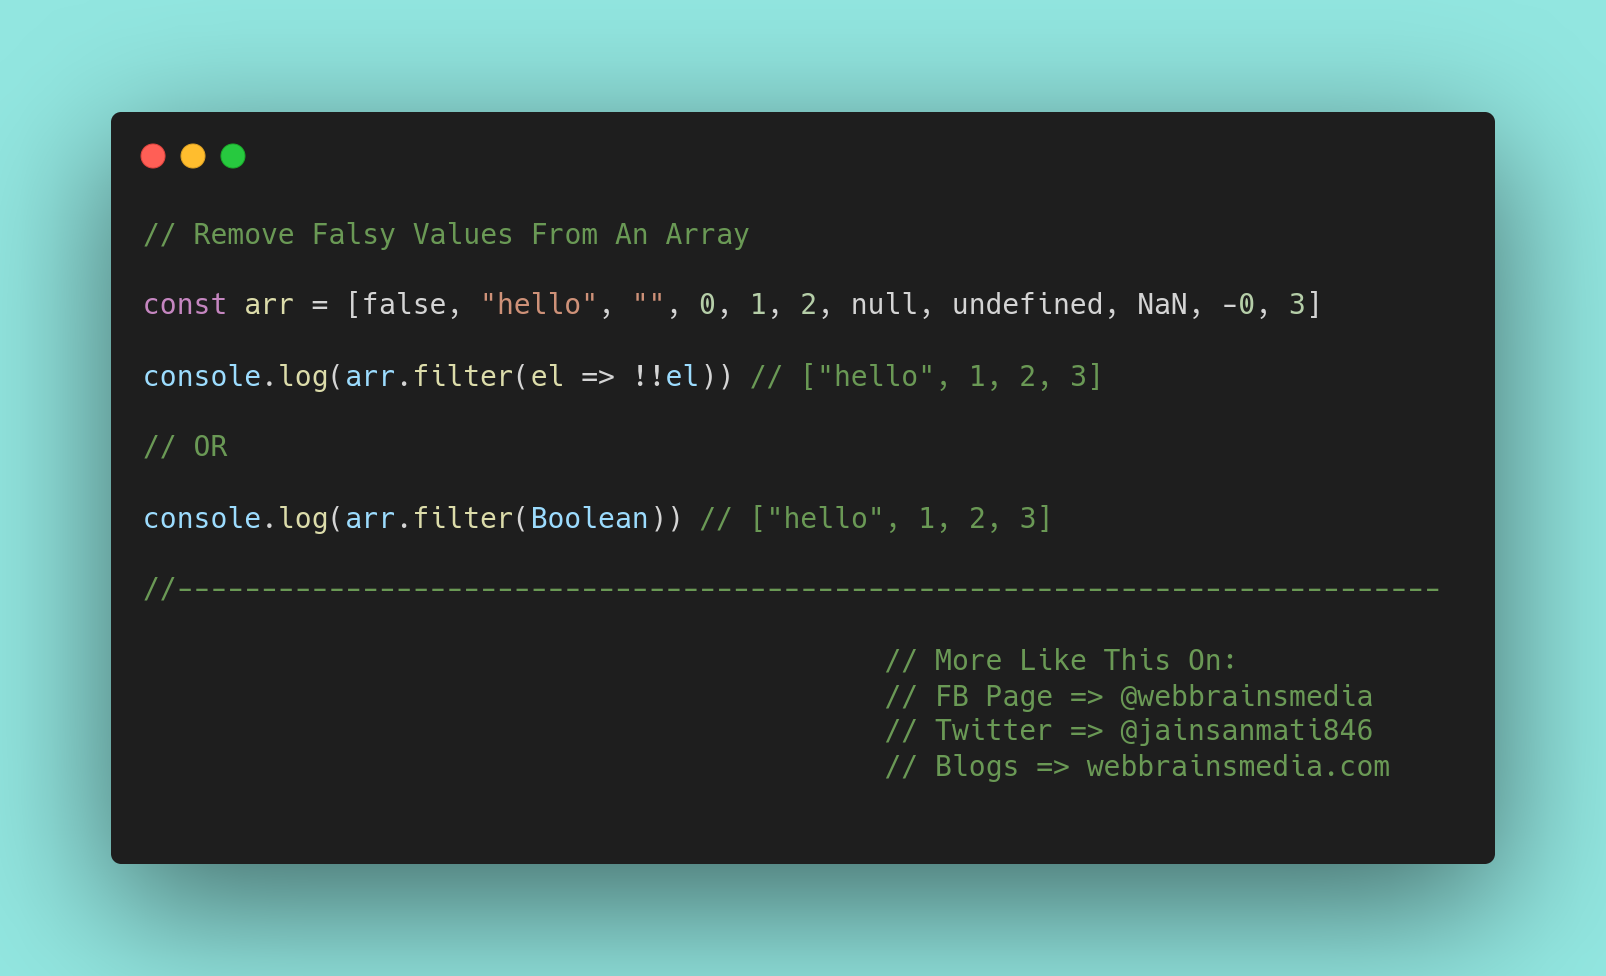 // Remove Falsy Values From An Array
const arr = [false, "hello", "", 0, 1, 2, null, undefined, NaN, -0, 3]
console.log(arr.filter(el => !!el)) // ["hello", 1, 2, 3]
// OR
console.log(arr.filter(Boolean)) // ["hello", 1, 2, 3]
//---------------------------------------------------------------------------
// More Like This On:
// FB Page => @webbrainsmedia
// Twitter => @jainsanmati846
// Blogs => webbrainsmedia.com